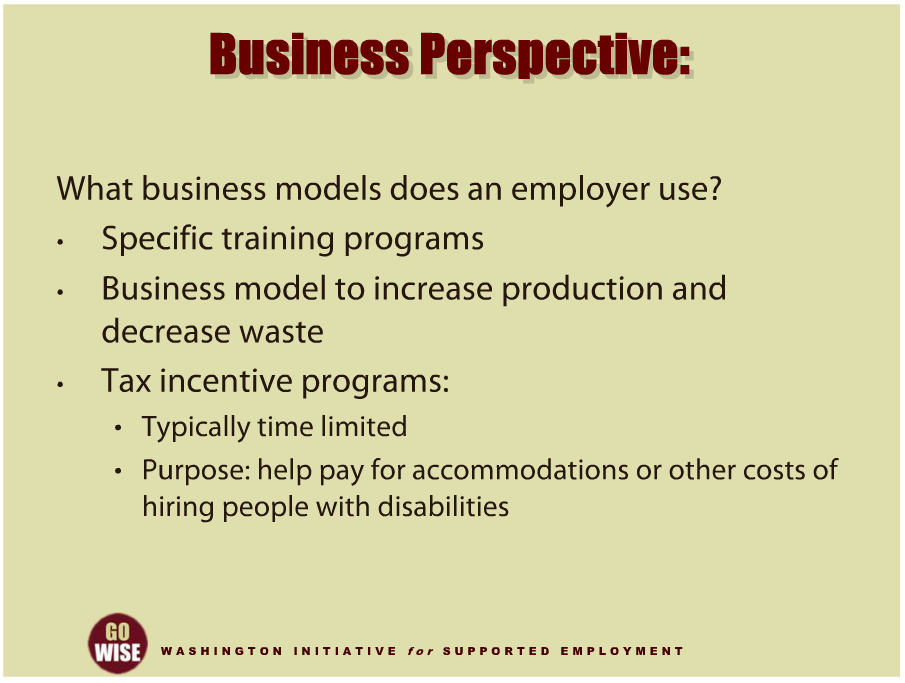 Business Perspective:
What business models does an employer use?
• Specific training programs
• Business model to increase production and
decrease waste
• Tax incentive programs:
• Typically time limited
• Purpose: help pay for accommodations or other costs of
hiring people with disabilities
GO
WISE
WASHINGTON INITIATIVE for SUPPORTED EMPLOYMENT